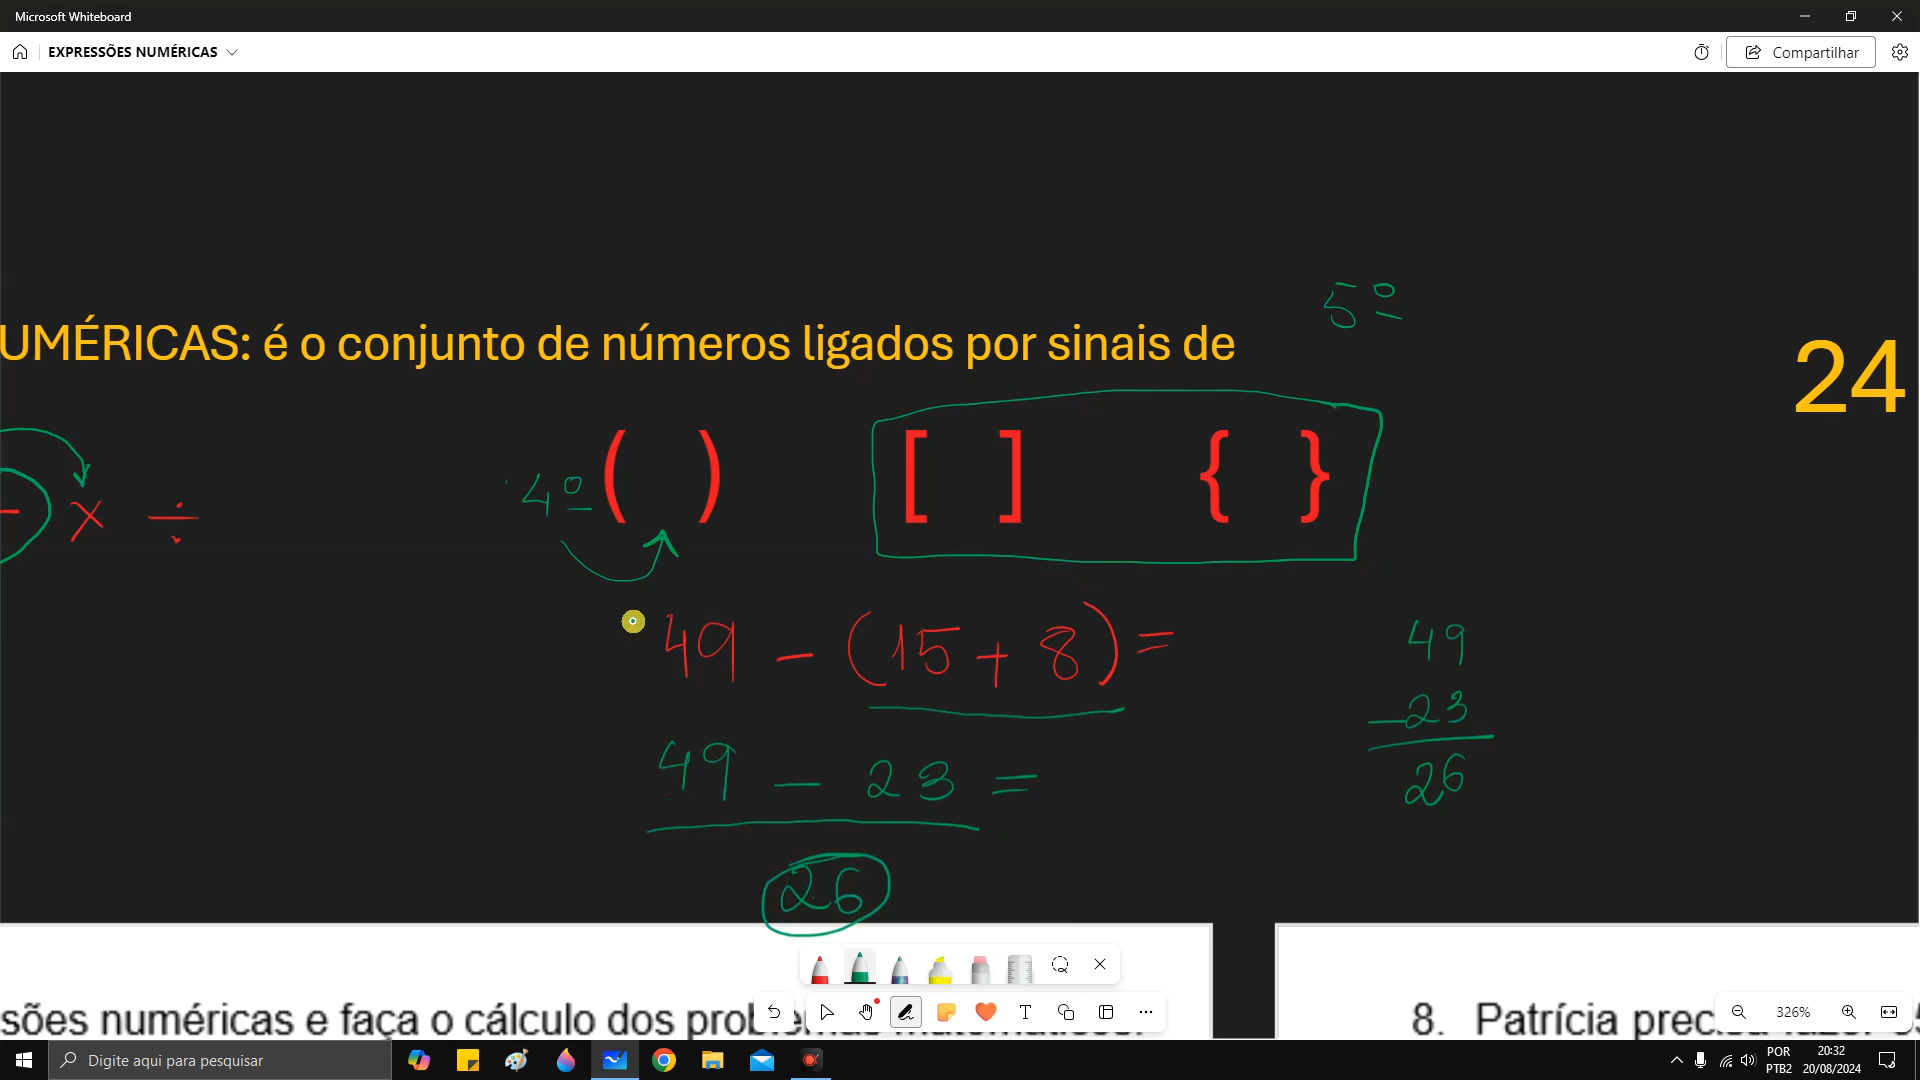 Microsoft Whiteboard
EXPRESSÕES NUMÉRICAS
Compartilhar
5º
UMÉRICAS: é o conjunto de números ligados por sinais de
24
- x ÷
4º ( ) [ ] { }
49 - (15 + 8) =
49 - 23 =
26
49
-23
26
sões numéricas e faça o cálculo dos
8. Patrícia
326%
Digite aqui para pesquisar
POR
PTB2
20:32
20/08/2024